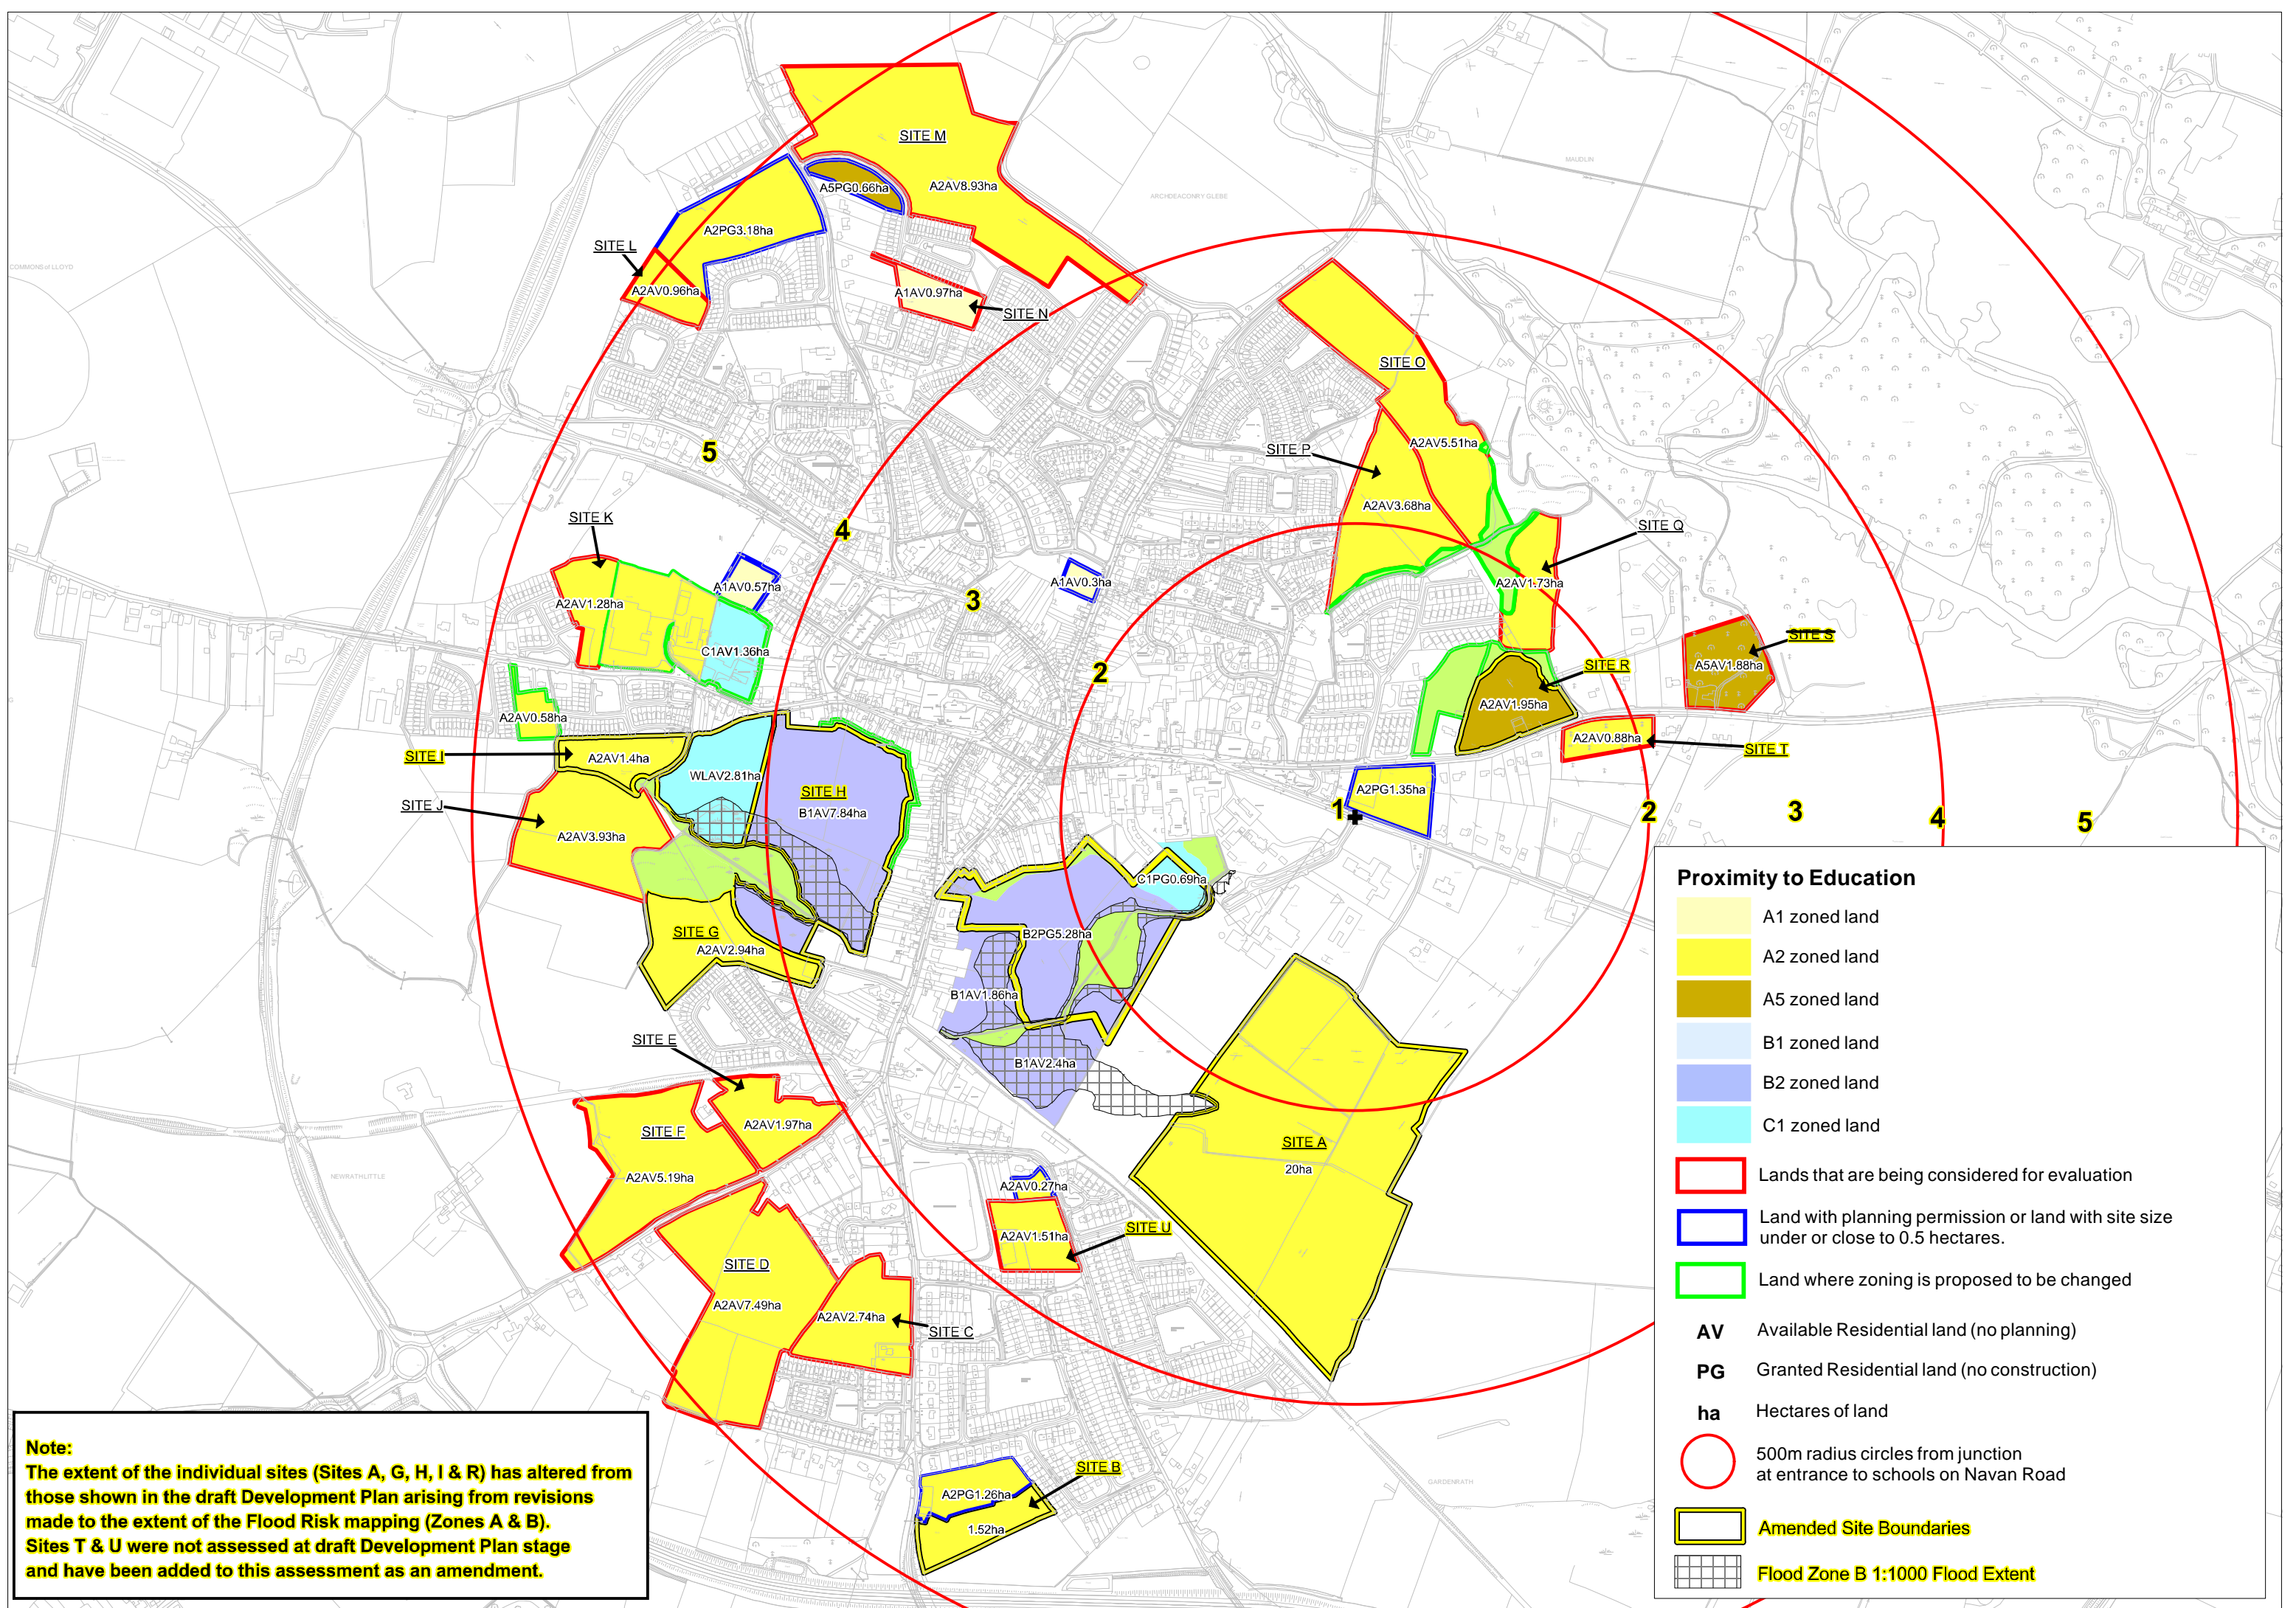 SITE M
A2AV8.93ha
A5PG0.66ha
MAUDLIN
ARCHDEACONKY GLEBE
A2PG3.18ha
SITE L
COMMONS of LLOYD
A2AV0.96ha
A1AV0.97ha
SITE N
SITE O
A2AV5.51ha
SITE P
A2AV3.68ha
5
4
SITE K
SITE Q
A2AV1.28ha
A1AV0.57ha
A1AV0.3ha
A2AV1.73ha
3
C1AV1.36ha
2
SITE S
A5AV1.88ha
SITE R
A2AV1.95ha
A2AV0.58ha
A2AV0.88ha
SITE T
SITE I
A2AV1.4ha
WLAV2.81ha
SITE H
B1AV7.84ha
A2PG1.35ha
SITE J
A2AV3.93ha
1
2
3
4
5
C1PG0.69ha
SITE G
A2AV2.94ha
B2PG5.28ha
B1AV1.86ha
B1AV2.4ha
SITE E
A2AV1.97ha
SITE F
A2AV5.19ha
NEWRATHLITTLE
SITE A
20ha
A2AV0.27ha
A2AV1.51ha
SITE U
SITE D
A2AV7.49ha
A2AV2.74ha
SITE C
SITE B
A2PG1.26ha
1.52ha
GARDENRATH
Proximity to Education
A1 zoned land
A2 zoned land
A5 zoned land
B1 zoned land
B2 zoned land
C1 zoned land
Lands that are being considered for evaluation
Land with planning permission or land with site size
under or close to 0.5 hectares.
Land where zoning is proposed to be changed
AV Available Residential land (no planning)
PG Granted Residential land (no construction)
ha Hectares of land
500m radius circles from junction
at entrance to schools on Navan Road
Amended Site Boundaries
Flood Zone B 1:1000 Flood Extent
Note:
The extent of the individual sites (Sites A, G, H, I & R) has altered from
those shown in the draft Development Plan arising from revisions
made to the extent of the Flood Risk mapping (Zones A & B).
Sites T & U were not assessed at draft Development Plan stage
and have been added to this assessment as an amendment.